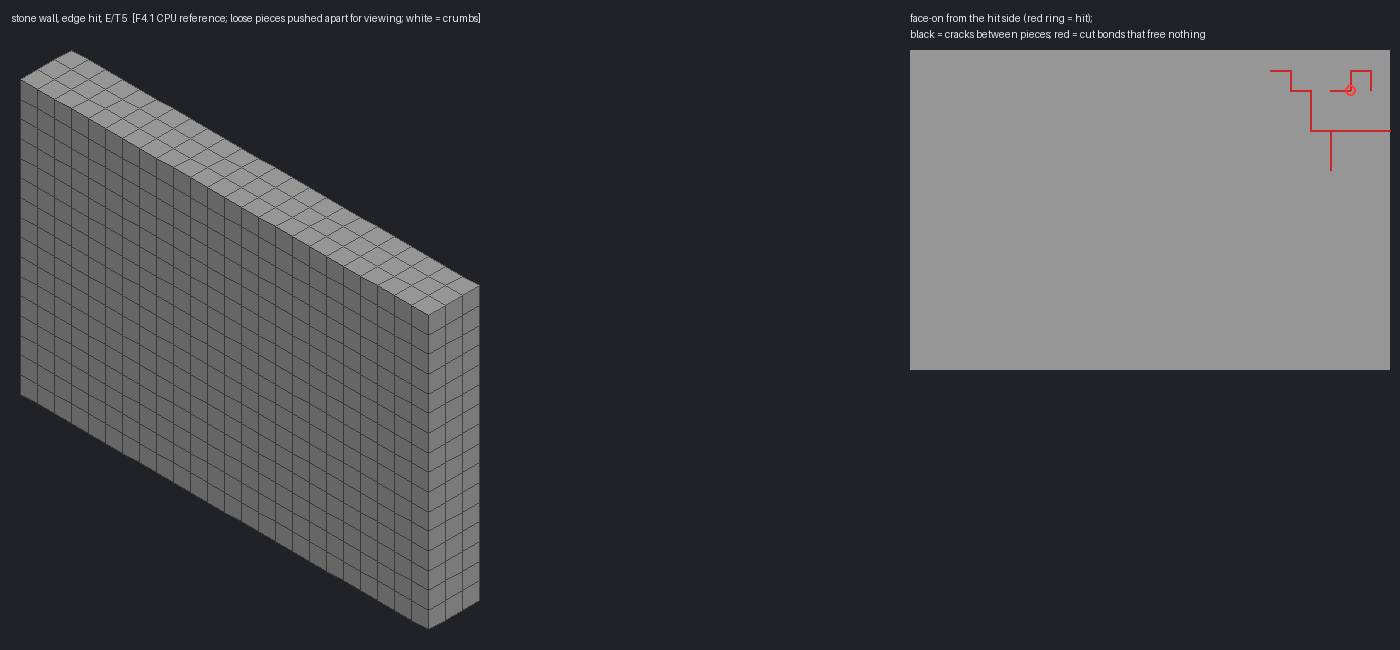 stone wall, edge hit, E/T 5 [F4.1 CPU reference; loose pieces pushed apart for viewing; white = crumbs]
face-on from the hit side (red ring = hit);
black = cracks between pieces; red = cut bonds that free nothing